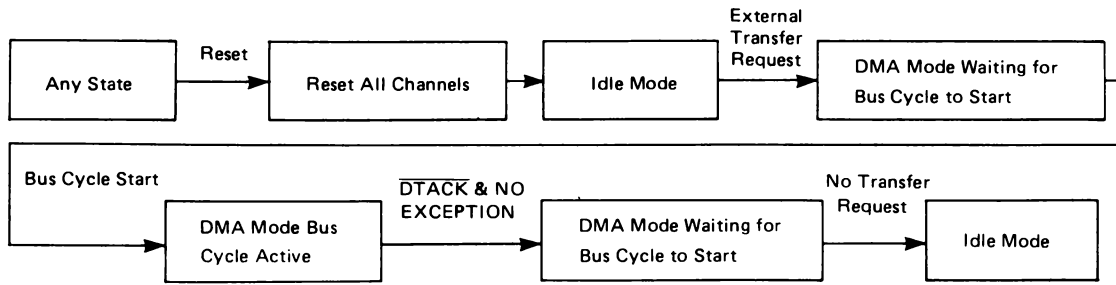 Any State
Reset
Reset All Channels
Idle Mode
External
Transfer
Request
DMA Mode Waiting for
Bus Cycle to Start
Bus Cycle Start
DMA Mode Bus
Cycle Active
DTACK & NO
EXCEPTION
DMA Mode Waiting for
Bus Cycle to Start
No Transfer
Request
Idle Mode